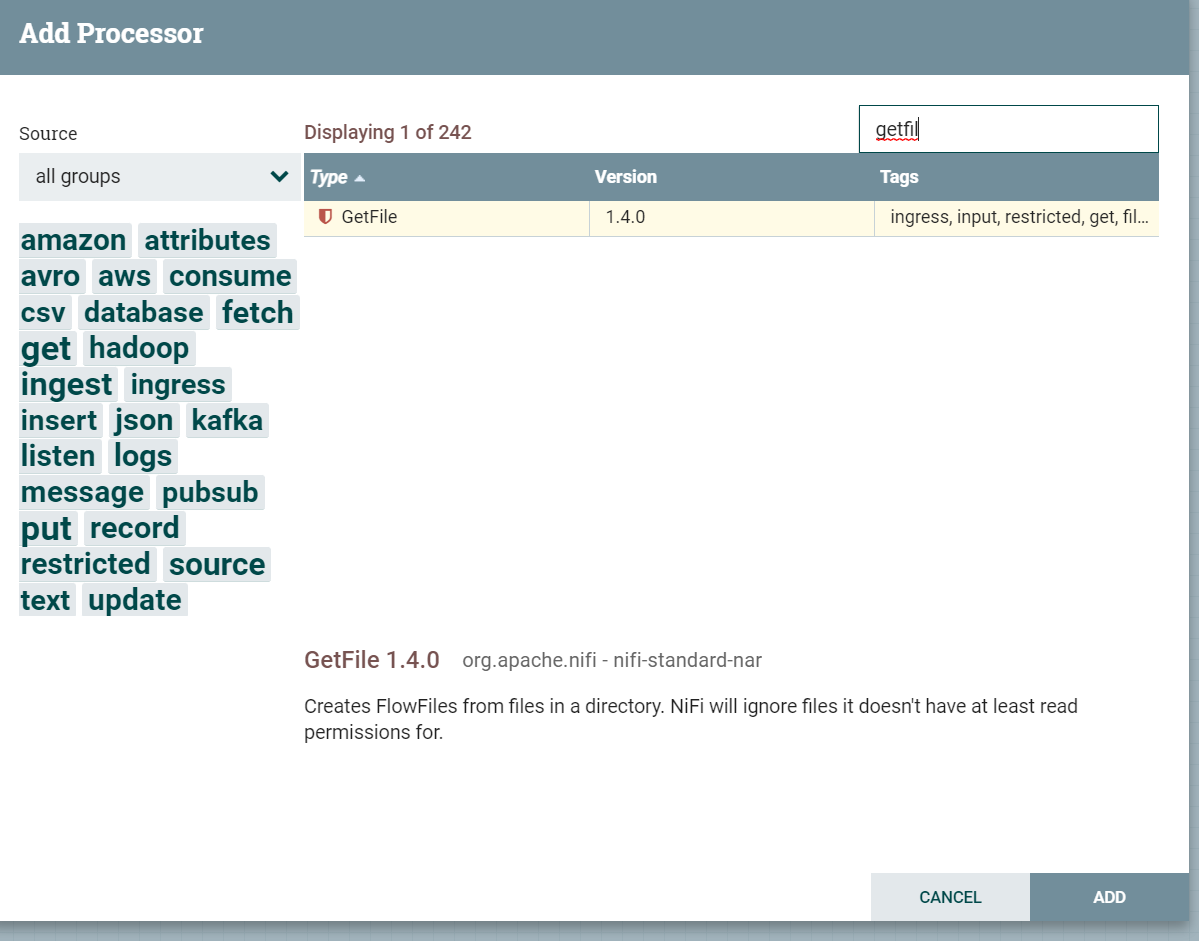 Add Processor
Source
all groups
amazon attributes
avro aws consume
csv database fetch
get hadoop
ingest ingress
insert json kafka
listen logs
message pubsub
put record
restricted source
text update
Displaying 1 of 242
getfil
Type Version Tags
GetFile 1.4.0 ingress, input, restricted, get, fil...
GetFile 1.4.0 org.apache.nifi - nifi-standard-nar
Creates FlowFiles from files in a directory. NiFi will ignore files it doesn't have at least read
permissions for.
CANCEL ADD